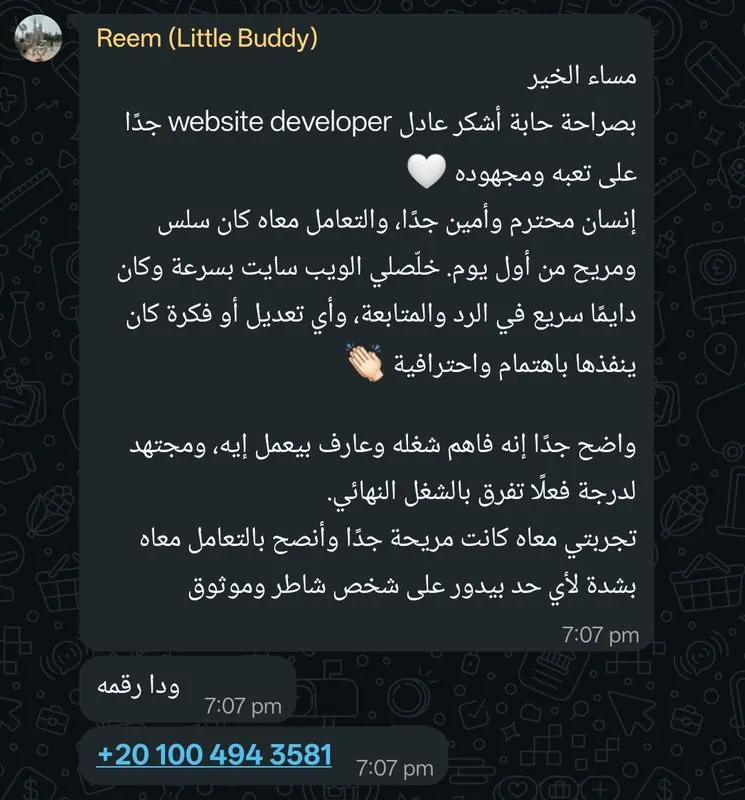 Reem (Little Buddy)
مساء الخير
بصراحة حابة أشكر عادل website developer جدًا
على تعبه ومجهوده 🤍
إنسان محترم وأمين جدًا، والتعامل معاه كان سلس
ومريح من أول يوم. خلّصلي الويب سايت بسرعة وكان
دايمًا سريع في الرد والمتابعة، وأي تعديل أو فكرة كان
ينفذها باهتمام واحترافية 👏🏻
واضح جدًا إنه فاهم شغله وعارف بيعمل إيه، ومجتهد
لدرجة فعلًا تفرق بالشغل النهائي.
تجربتي معاه كانت مريحة جدًا وأنصح بالتعامل معاه
بشدة لأي حد بيدور على شخص شاطر وموثوق
7:07 pm
ودا رقمه
7:07 pm
+20 100 494 3581
7:07 pm